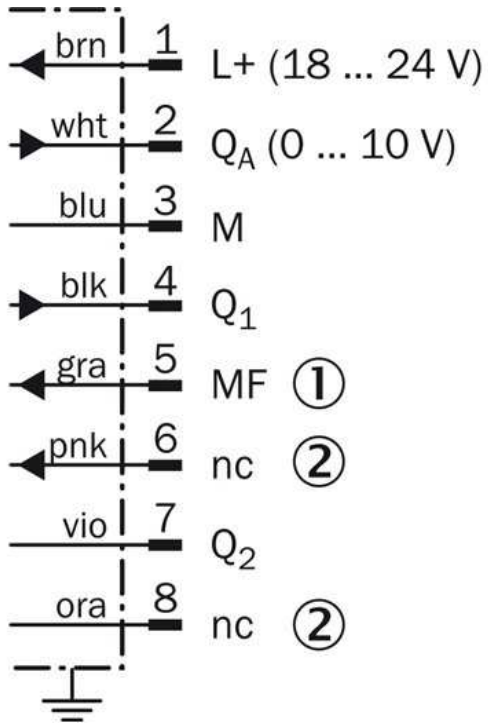 brn 1 L+ (18 ... 24 V)
wht 2 Q_A (0 ... 10 V)
blu 3 M
blk 4 Q₁
gra 5 MF ①
pnk 6 nc ②
vio 7 Q₂
ora 8 nc ②